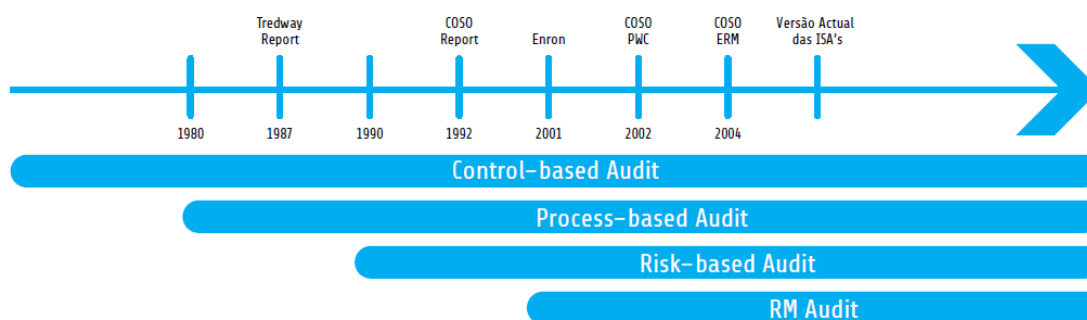 Tredway
Report
COSO
Report
Enron
COSO
PWC
COSO
ERM
Versão Actual
das ISA's
1980
1987
1990
1992
2001
2002
2004
Control-based Audit
Process-based Audit
Risk-based Audit
RM Audit